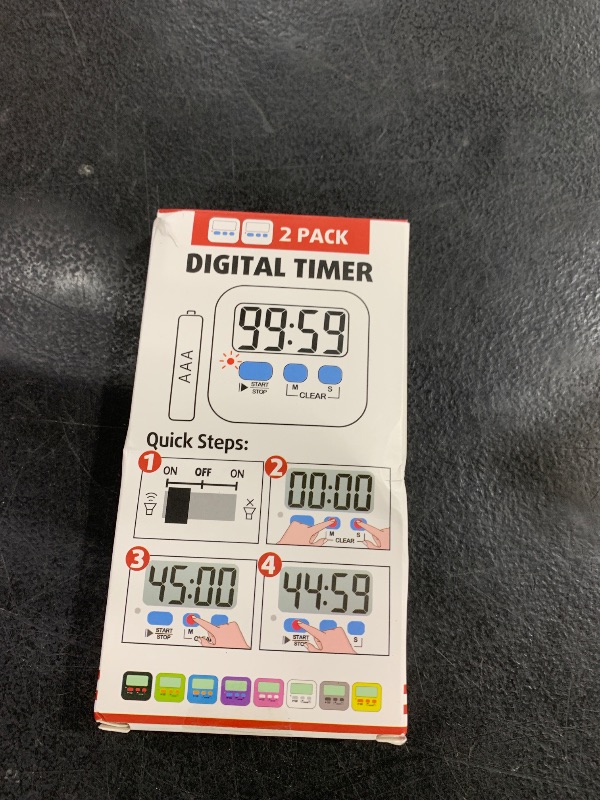 2 PACK
DIGITAL TIMER
99:59
AAA
START
STOP
M S
CLEAR
Quick Steps:
1
ON OFF ON
2
00:00
M S
CLEAR
3
45:00
START
STOP
M
4
44:59
START
S